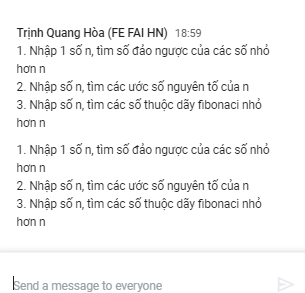 Trịnh Quang Hòa (FE FAI HN) 18:59
1. Nhập 1 số n, tìm số đảo ngược của các số nhỏ
hơn n
2. Nhập số n, tìm các ước số nguyên tố của n
3. Nhập số n, tìm các số thuộc dãy fibonaci nhỏ
hơn n
1. Nhập 1 số n, tìm số đảo ngược của các số nhỏ
hơn n
2. Nhập số n, tìm các ước số nguyên tố của n
3. Nhập số n, tìm các số thuộc dãy fibonaci nhỏ
hơn n
Send a message to everyone